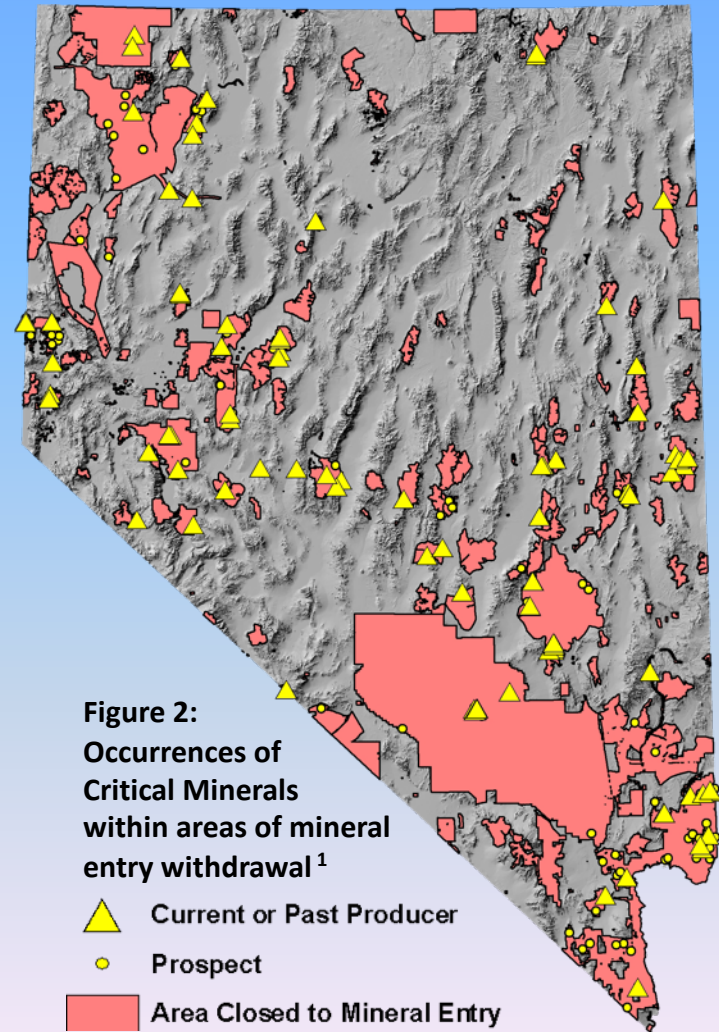 Figure 2:
Occurrences of
Critical Minerals
within areas of mineral
entry withdrawal 1
Current or Past Producer
Prospect
Area Closed to Mineral Entry